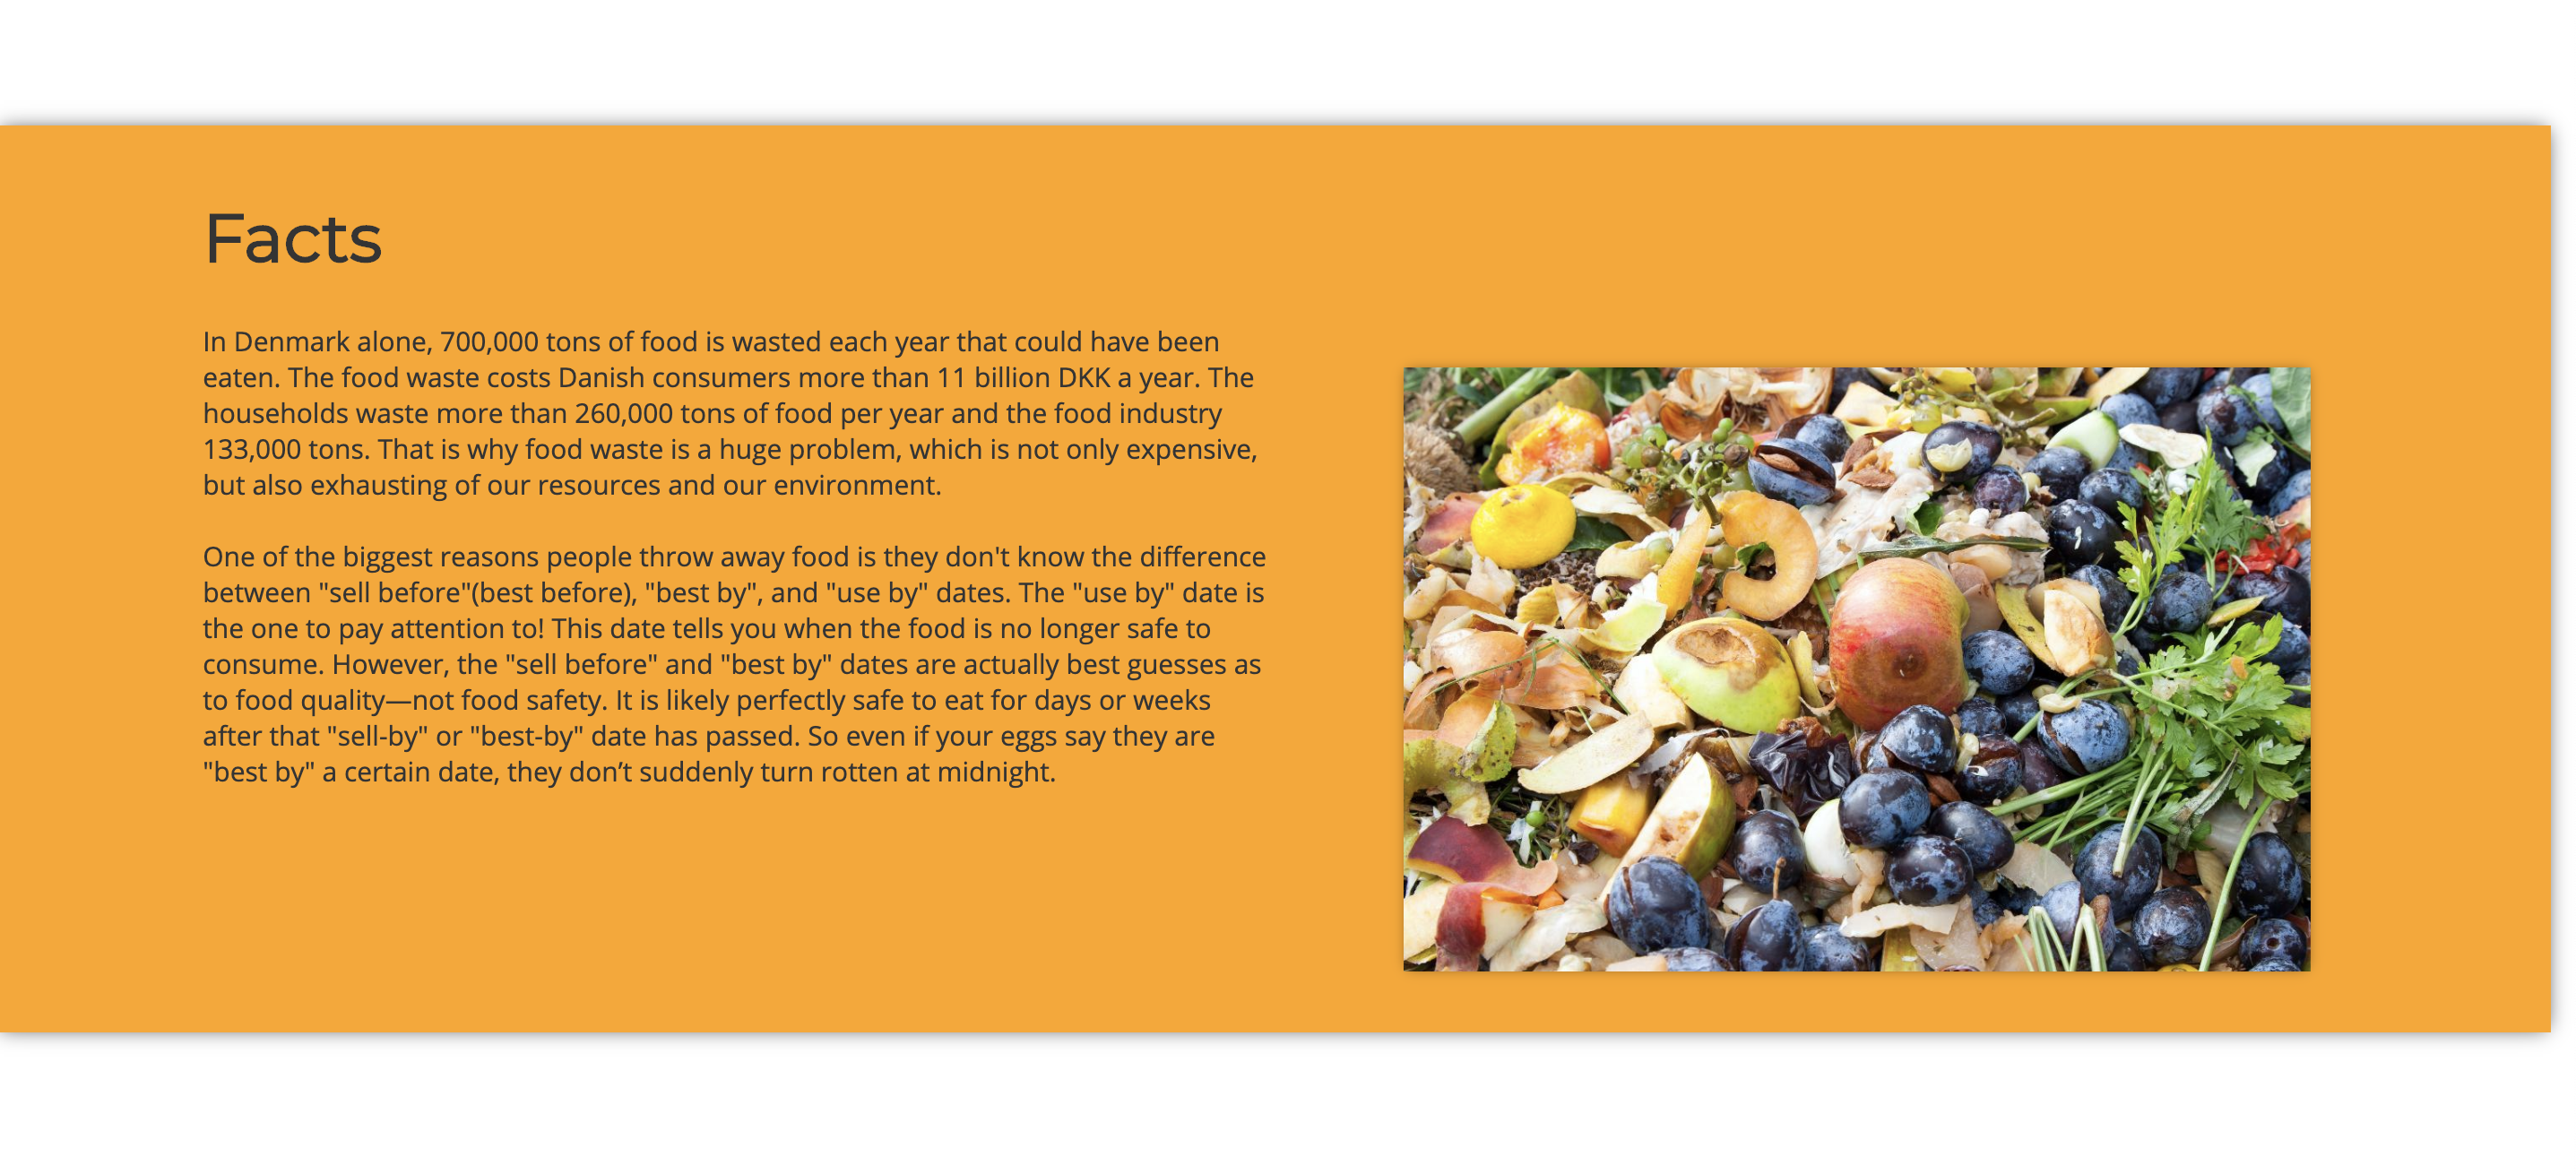 Facts
In Denmark alone, 700,000 tons of food is wasted each year that could have been
eaten. The food waste costs Danish consumers more than 11 billion DKK a year. The
households waste more than 260,000 tons of food per year and the food industry
133,000 tons. That is why food waste is a huge problem, which is not only expensive,
but also exhausting of our resources and our environment.
One of the biggest reasons people throw away food is they don't know the difference
between "sell before"(best before), "best by", and "use by" dates. The "use by" date is
the one to pay attention to! This date tells you when the food is no longer safe to
consume. However, the "sell before" and "best by" dates are actually best guesses as
to food quality—not food safety. It is likely perfectly safe to eat for days or weeks
after that "sell-by" or "best-by" date has passed. So even if your eggs say they are
"best by" a certain date, they don’t suddenly turn rotten at midnight.